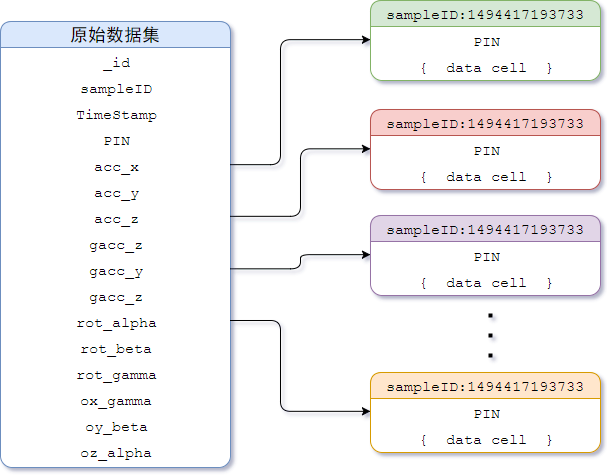 原始数据集
_id
sampleID
TimeStamp
PIN
acc_x
acc_y
acc_z
gacc_z
gacc_y
gacc_z
rot_alpha
rot_beta
rot_gamma
ox_gamma
oy_beta
oz_alpha
sampleID:1494417193733
PIN
{ data cell }
sampleID:1494417193733
PIN
{ data cell }
sampleID:1494417193733
PIN
{ data cell }
sampleID:1494417193733
PIN
{ data cell }